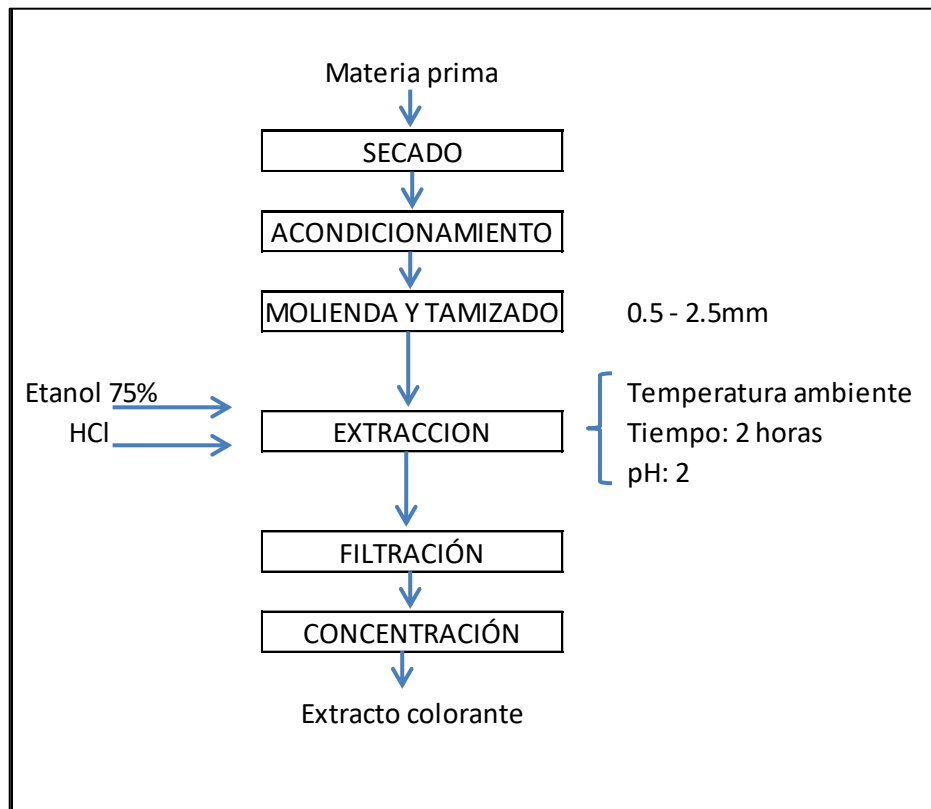 Materia prima
SECADO
ACONDICIONAMIENTO
MOLIENDA Y TAMIZADO
0.5 - 2.5mm
Etanol 75%
HCl
EXTRACCION
Temperatura ambiente
Tiempo: 2 horas
pH: 2
FILTRACIÓN
CONCENTRACIÓN
Extracto colorante